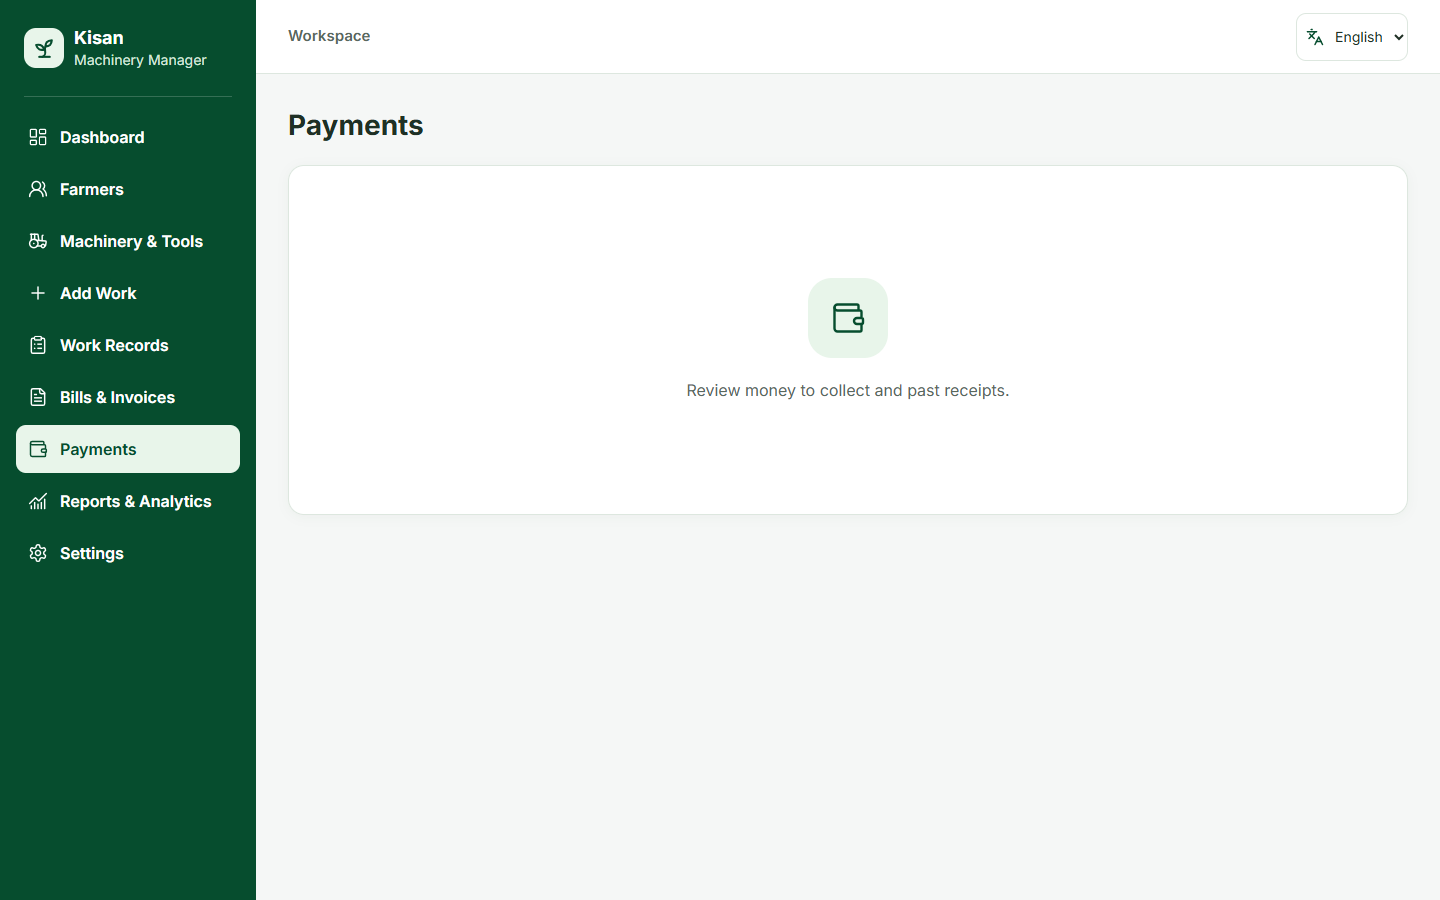 Kisan
Machinery Manager
Dashboard
Farmers
Machinery & Tools
Add Work
Work Records
Bills & Invoices
Payments
Reports & Analytics
Settings
Workspace
English
Payments
Review money to collect and past receipts.